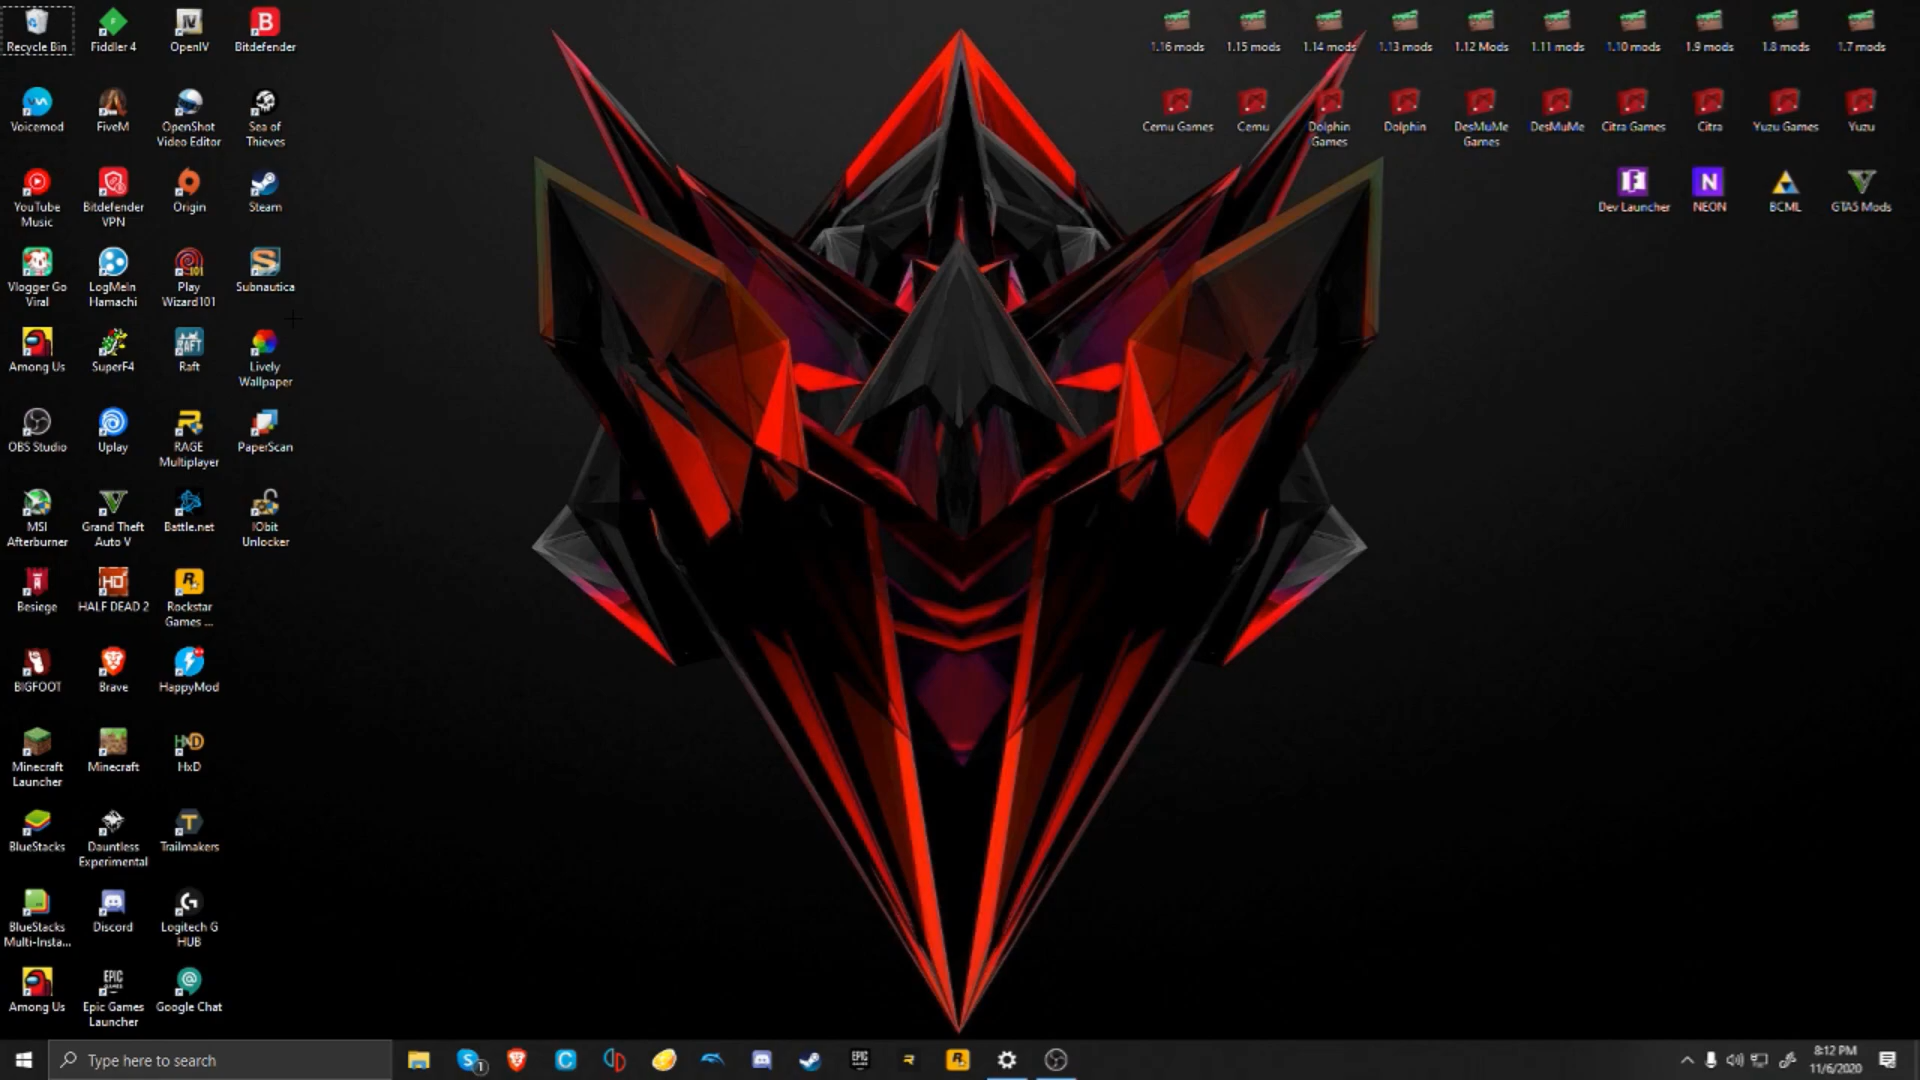 Recycle Bin
Fiddler 4
OpenIV
Bitdefender
Voicemod
FiveM
OpenShot
Video Editor
Sea of
Thieves
YouTube
Music
Bitdefender
VPN
Origin
Steam
Vlogger Go
Viral
LogMeIn
Hamachi
Play
Wizard101
Subnautica
Among Us
SuperF4
Raft
Lively
Wallpaper
OBS Studio
Uplay
RAGE
Multiplayer
PaperScan
MSI
Afterburner
Grand Theft
Auto V
Battle.net
IObit
Unlocker
Besiege
HALF DEAD 2
Rockstar
Games ...
BIGFOOT
Brave
HappyMod
Minecraft
Launcher
Minecraft
HxD
BlueStacks
Dauntless
Experimental
Trailmakers
BlueStacks
Multi-Insta...
Discord
Logitech G
HUB
Among Us
Epic Games
Launcher
Google Chat
1.16 mods
1.15 mods
1.14 mods
1.13 mods
1.12 Mods
1.11 mods
1.10 mods
1.9 mods
1.8 mods
1.7 mods
Cemu Games
Cemu
Dolphin
Games
Dolphin
DesMuMe
Games
DesMuMe
Citra Games
Citra
Yuzu Games
Yuzu
Dev Launcher
NEON
BCML
GTA5 Mods
Type here to search
8:12 PM
11/6/2020